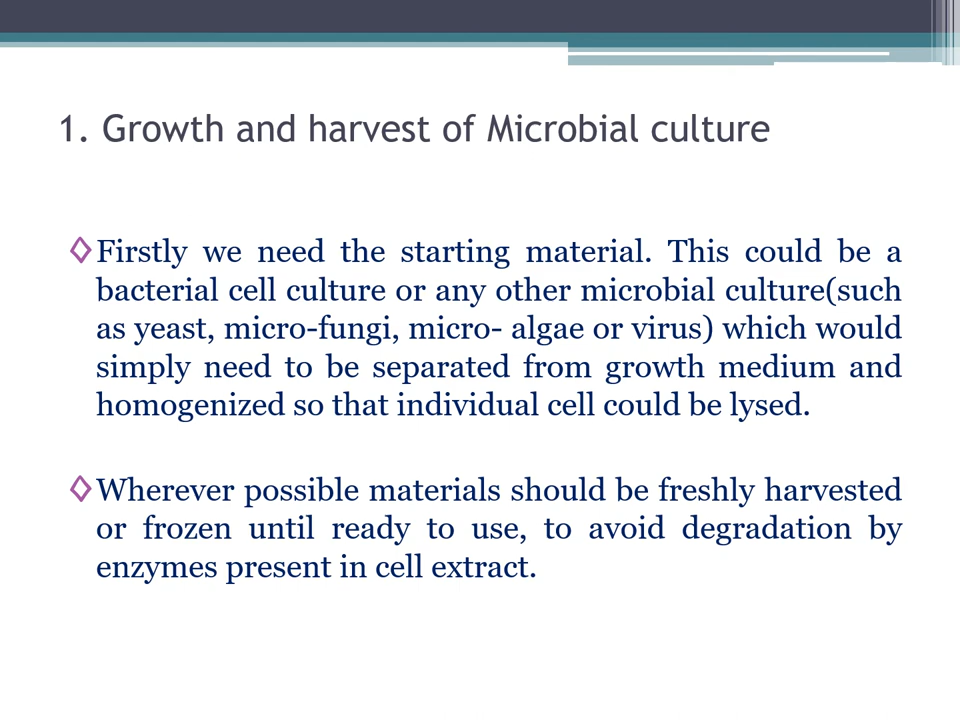 1. Growth and harvest of Microbial culture
◊Firstly we need the starting material. This could be a
bacterial cell culture or any other microbial culture(such
as yeast, micro-fungi, micro- algae or virus) which would
simply need to be separated from growth medium and
homogenized so that individual cell could be lysed.
◊Wherever possible materials should be freshly harvested
or frozen until ready to use, to avoid degradation by
enzymes present in cell extract.